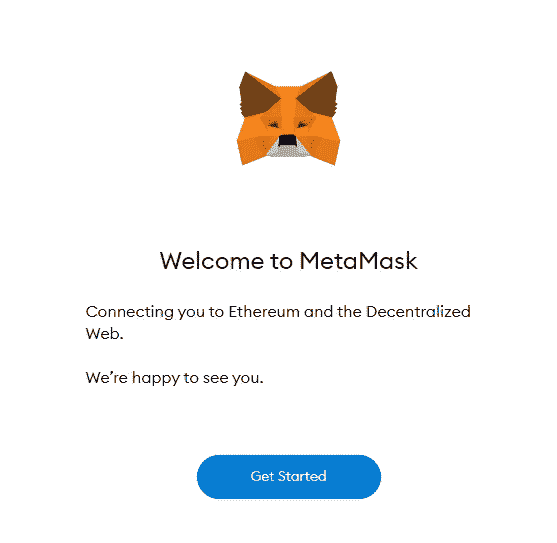 Welcome to MetaMask
Connecting you to Ethereum and the Decentralized
Web.
We’re happy to see you.
Get Started